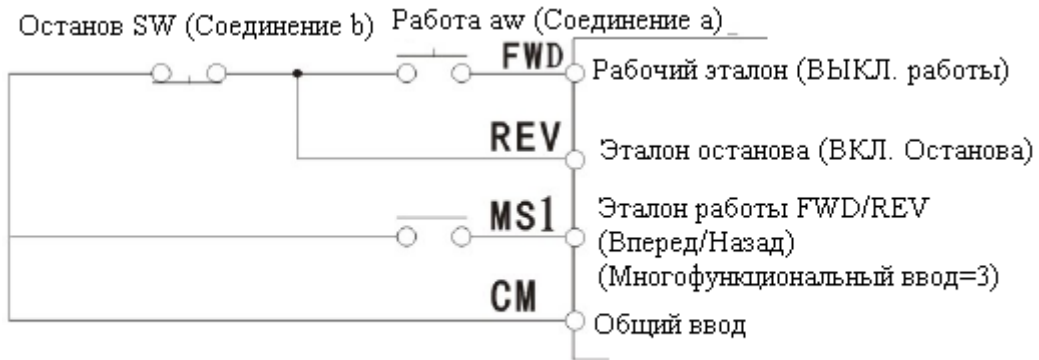 Останов SW (Соединение b) Работа aw (Соединение a)
FWD Рабочий эталон (ВЫКЛ. работы)
REV Эталон останова (ВКЛ. Останова)
MS1 Эталон работы FWD/REV
(Вперед/Назад)
(Многофункциональный ввод=3)
CM Общий ввод